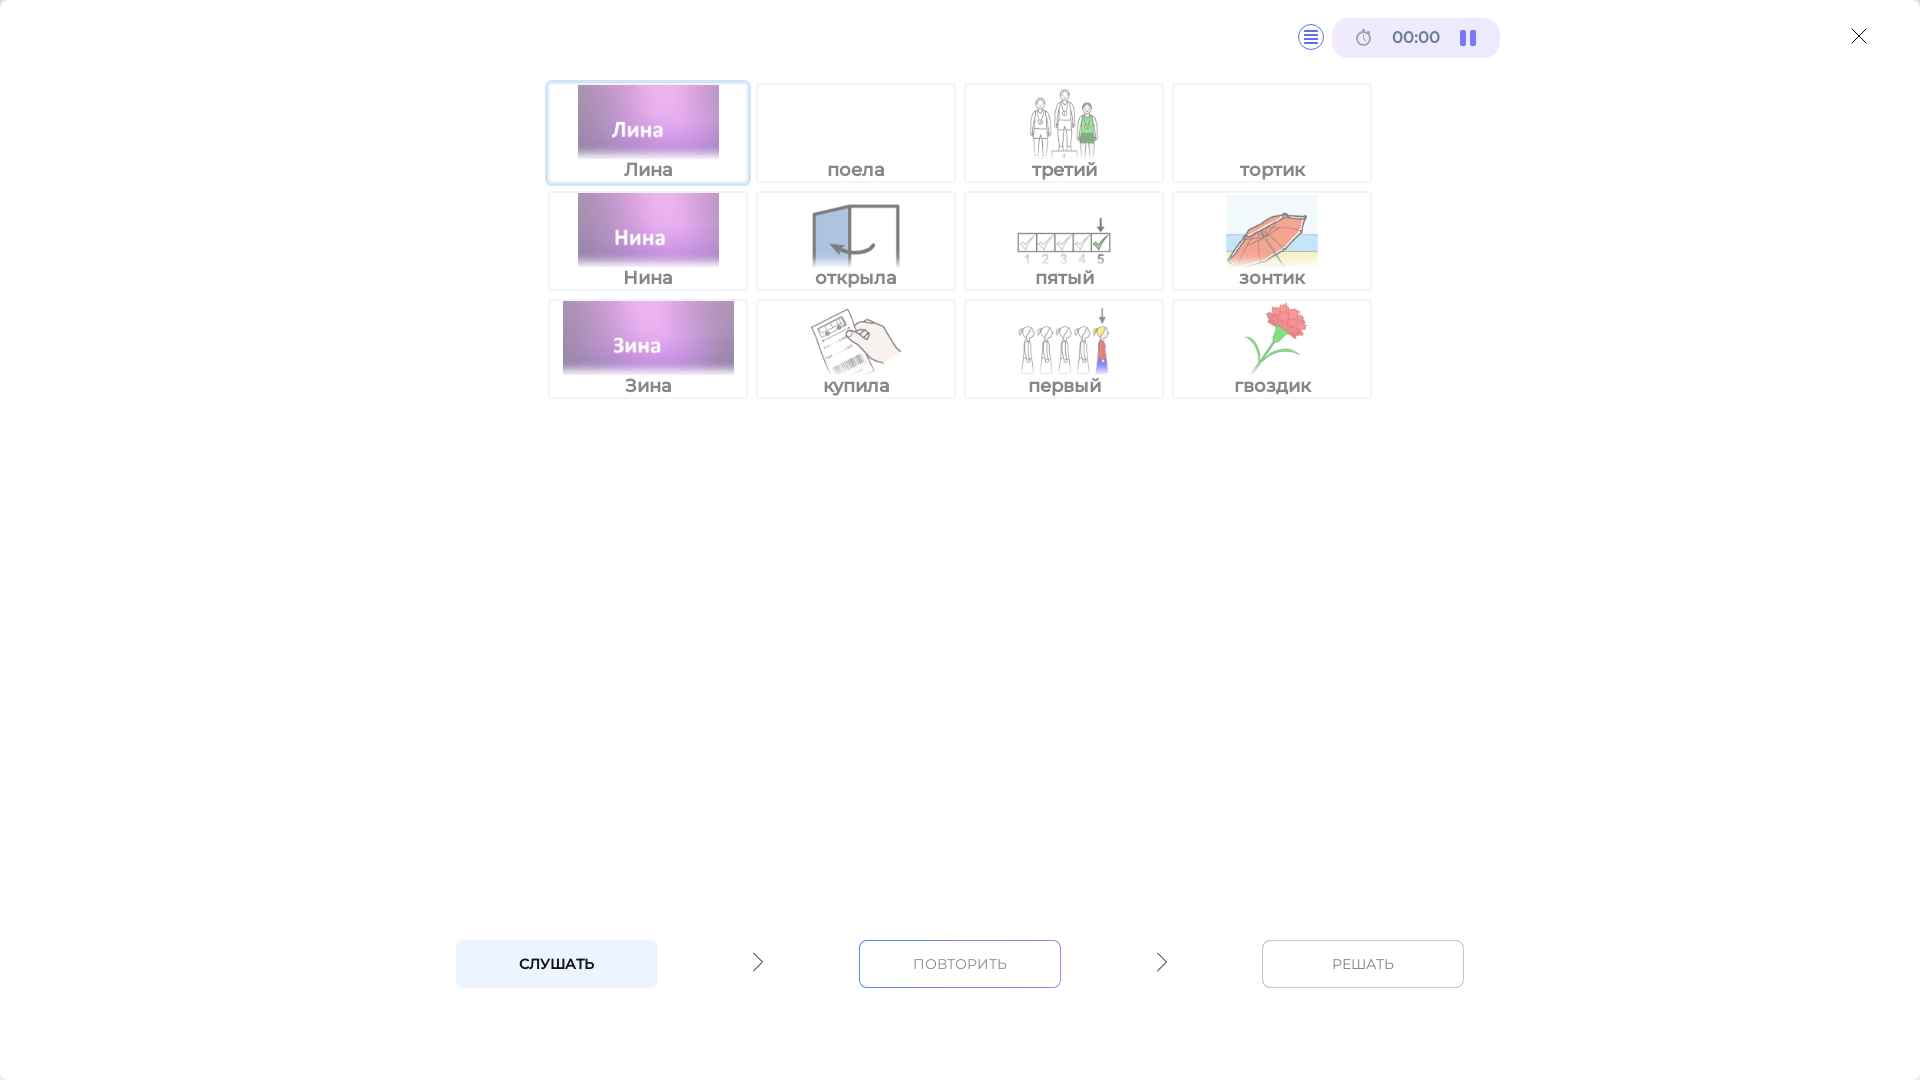 00:00
Лина
Лина
поела
третий
тортик
Нина
Нина
открыла
1 2 3 4 5
пятый
зонтик
Зина
Зина
купила
первый
гвоздик
СЛУШАТЬ
ПОВТОРИТЬ
РЕШАТЬ